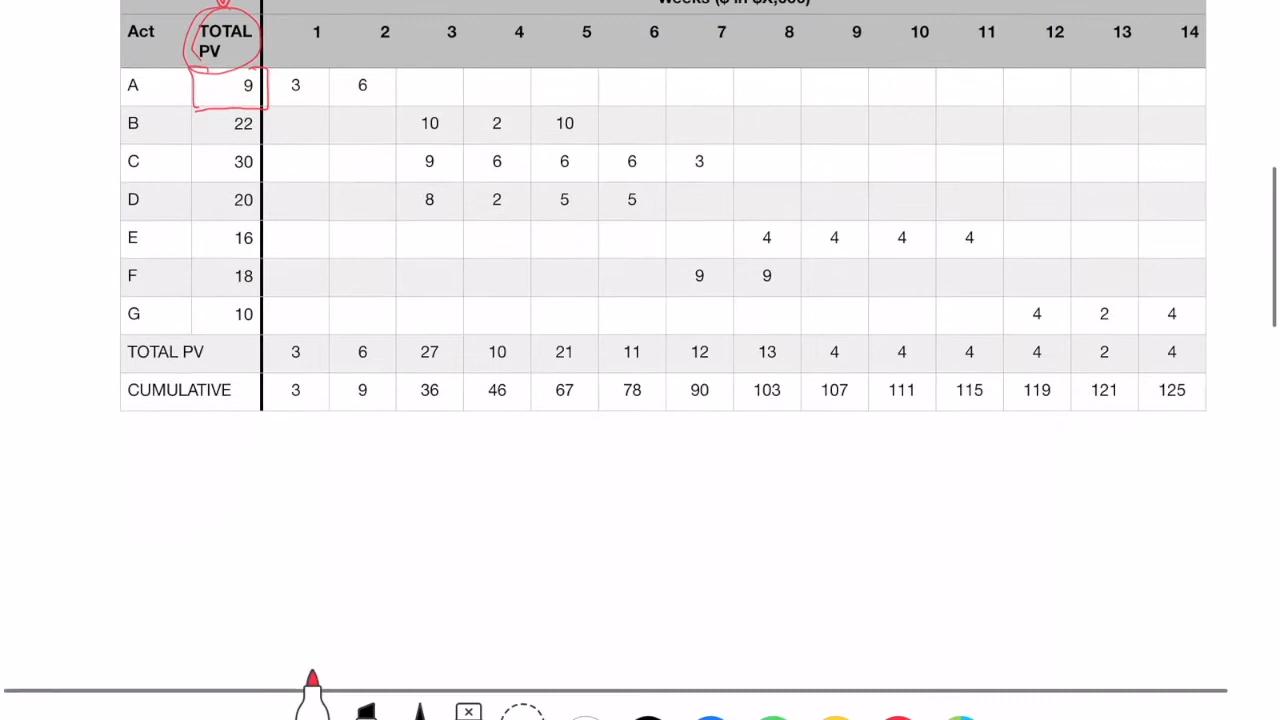 Act TOTAL PV 1 2 3 4 5 6 7 8 9 10 11 12 13 14
A 9 3 6
B 22 10 2 10
C 30 9 6 6 6 3
D 20 8 2 5 5
E 16 4 4 4 4
F 18 9 9
G 10 4 2 4
TOTAL PV 3 6 27 10 21 11 12 13 4 4 4 4 2 4
CUMULATIVE 3 9 36 46 67 78 90 103 107 111 115 119 121 125